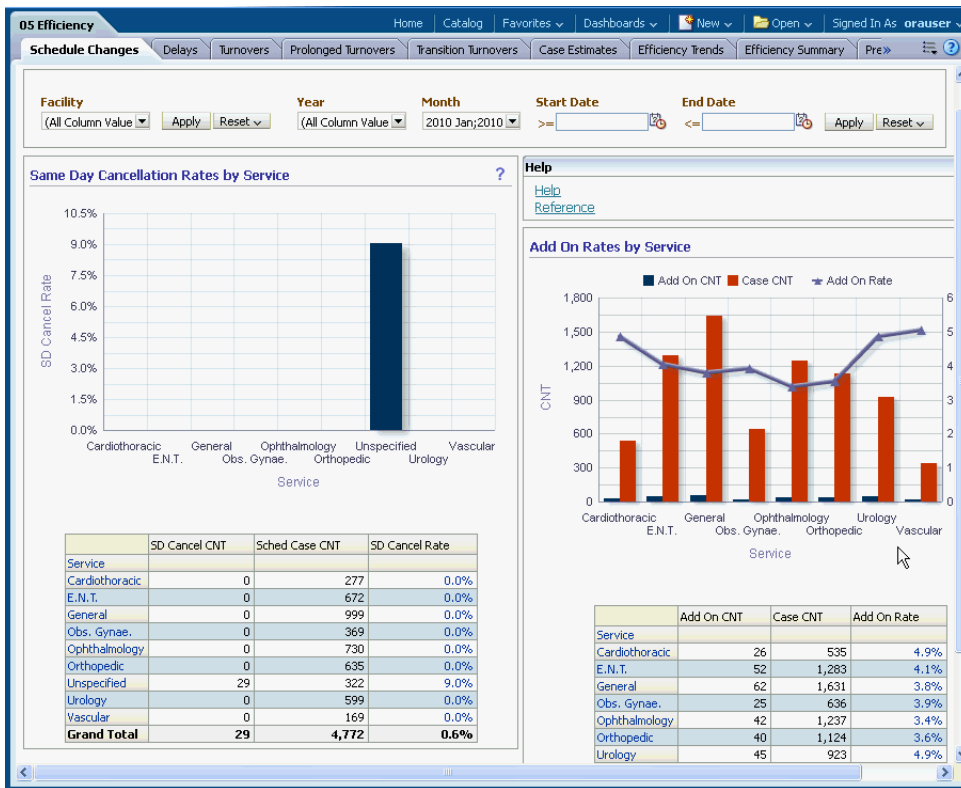 05 Efficiency
Home Catalog Favorites Dashboards New Open Signed In As orauser
Schedule Changes Delays Turnovers Prolonged Turnovers Transition Turnovers Case Estimates Efficiency Trends Efficiency Summary Pre»
Facility Year Month Start Date End Date
(All Column Value Apply Reset (All Column Value 2010 Jan;2010 >= <= Apply Reset
Same Day Cancellation Rates by Service ?
10.5%
9.0%
7.5%
6.0%
4.5%
3.0%
1.5%
0.0%
SD Cancel Rate
Cardiothoracic General Ophthalmology Unspecified Vascular
E.N.T. Obs. Gynae. Orthopedic Urology
Service
SD Cancel CNT Sched Case CNT SD Cancel Rate
Service
Cardiothoracic 0 277 0.0%
E.N.T. 0 672 0.0%
General 0 999 0.0%
Obs. Gynae. 0 369 0.0%
Ophthalmology 0 730 0.0%
Orthopedic 0 635 0.0%
Unspecified 29 322 9.0%
Urology 0 599 0.0%
Vascular 0 169 0.0%
Grand Total 29 4,772 0.6%
Help
Help
Reference
Add On Rates by Service
Add On CNT Case CNT Add On Rate
1,800 6
1,500 5
1,200 4
900 3
600 2
300 1
0 0
CNT
Cardiothoracic General Ophthalmology Urology
E.N.T. Obs. Gynae. Orthopedic Vascular
Service
Add On CNT Case CNT Add On Rate
Service
Cardiothoracic 26 535 4.9%
E.N.T. 52 1,283 4.1%
General 62 1,631 3.8%
Obs. Gynae. 25 636 3.9%
Ophthalmology 42 1,237 3.4%
Orthopedic 40 1,124 3.6%
Urology 45 923 4.9%